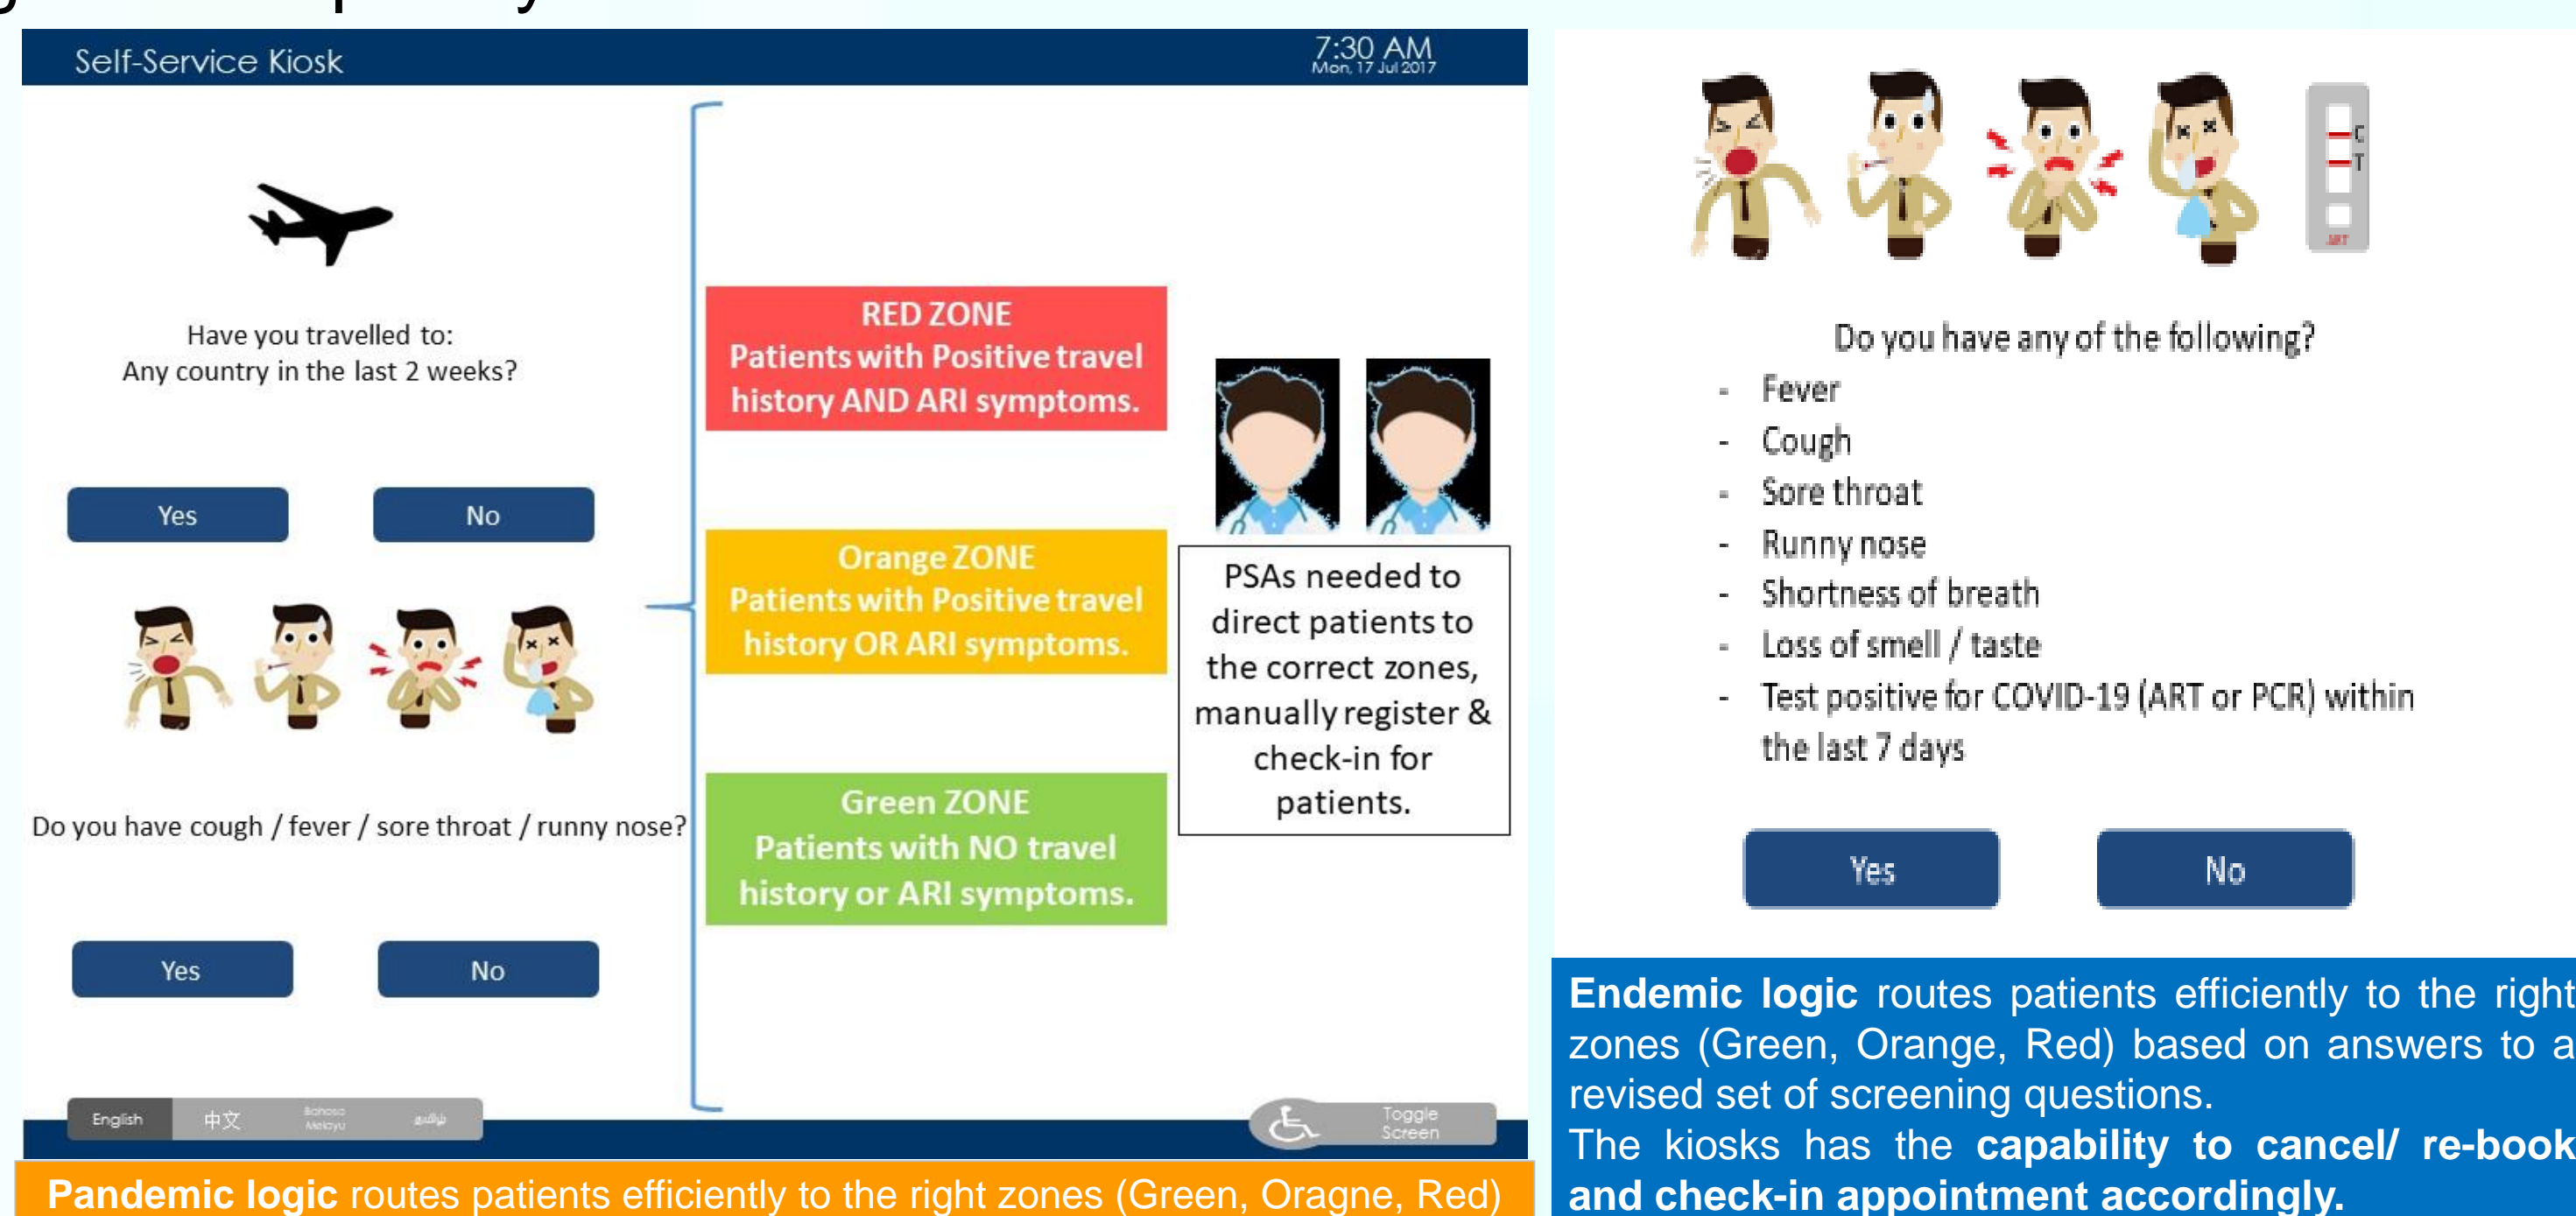 Self-Service Kiosk
7:30 AM
Mon, 17 Jul 2017
Have you travelled to:
Any country in the last 2 weeks?
Yes No
Do you have cough / fever / sore throat / runny nose?
Yes No
RED ZONE
Patients with Positive travel
history AND ARI symptoms.
Orange ZONE
Patients with Positive travel
history OR ARI symptoms.
Green ZONE
Patients with NO travel
history or ARI symptoms.
PSAs needed to
direct patients to
the correct zones,
manually register &
check-in for
patients.
English 中文 Bahasa
Melayu
தமிழ்
Toggle
Screen
Pandemic logic routes patients efficiently to the right zones (Green, Oragne, Red)
C
T
ART
Do you have any of the following?
- Fever
- Cough
- Sore throat
- Runny nose
- Shortness of breath
- Loss of smell / taste
- Test positive for COVID-19 (ART or PCR) within
the last 7 days
Yes No
Endemic logic routes patients efficiently to the right
zones (Green, Orange, Red) based on answers to a
revised set of screening questions.
The kiosks has the capability to cancel/ re-book
and check-in appointment accordingly.